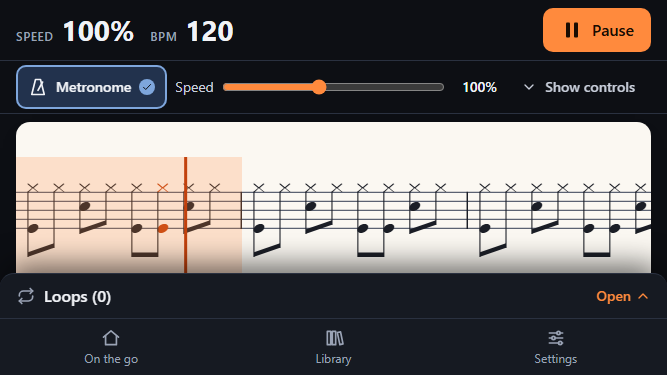 SPEED 100% BPM 120
Pause
Metronome
Speed
100%
Show controls
Loops (0)
Open
On the go
Library
Settings